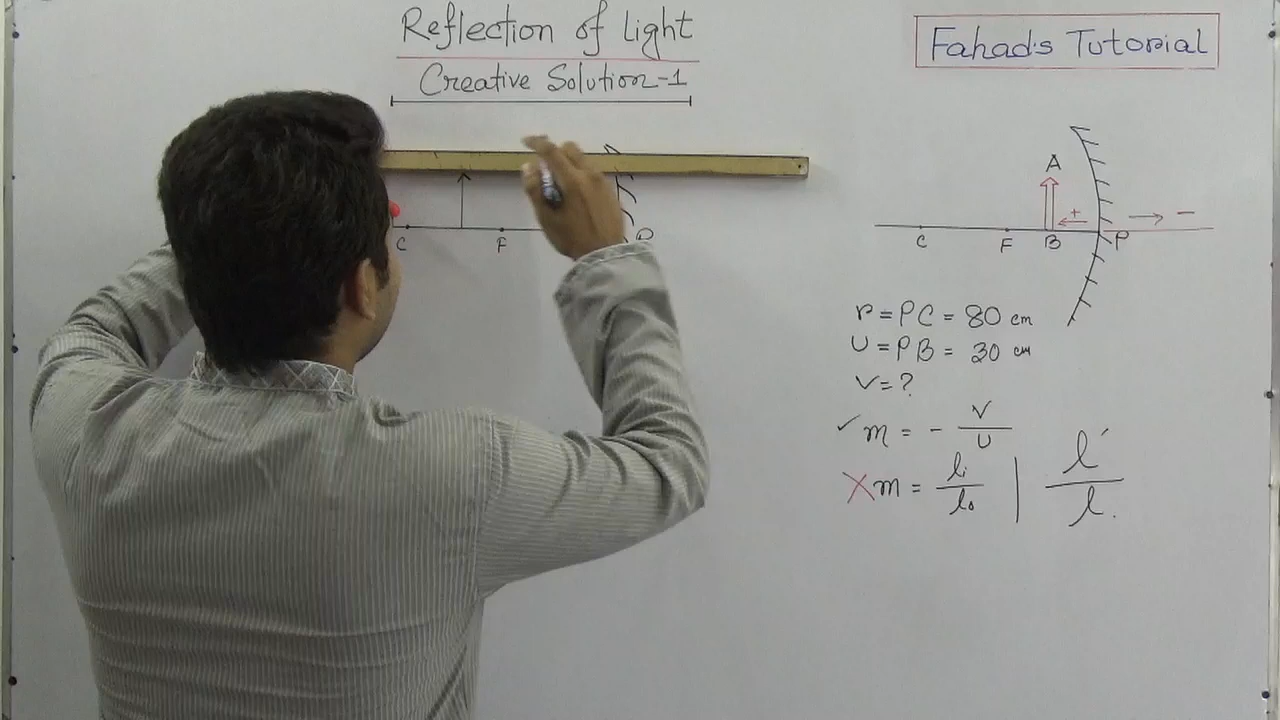 Reflection of Light
Creative Solution-1
Fahad's Tutorial
C F
A
+ -
C F B P
r = PC = 80 cm
U = PB = 30 cm
V = ?
✓ m = - V/U
X m = li/lo | l′/l.